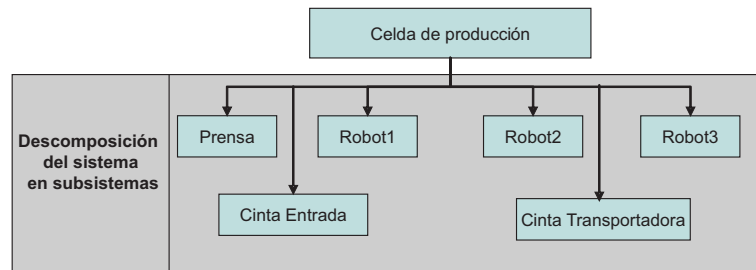 Celda de producción
Descomposición
del sistema
en subsistemas
Prensa
Robot1
Robot2
Robot3
Cinta Entrada
Cinta Transportadora